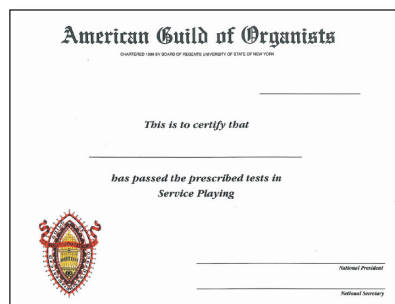 American Guild of Organists
CHARTERED 1896 BY BOARD OF REGENTS UNIVERSITY OF STATE OF NEW YORK
This is to certify that
has passed the prescribed tests in
Service Playing
National President
National Secretary